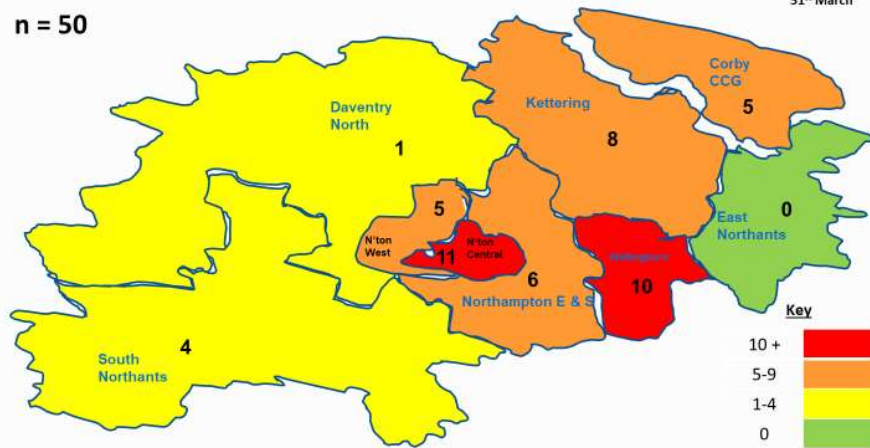 31st March
n = 50
Corby
CCG
5
Kettering
8
Daventry
North
1
5
0
East
Northants
N'ton
West
11
N'ton
Central
6
Northampton E & S
Wellingboro
10
South
Northants
4
Key
10 +
5-9
1-4
0